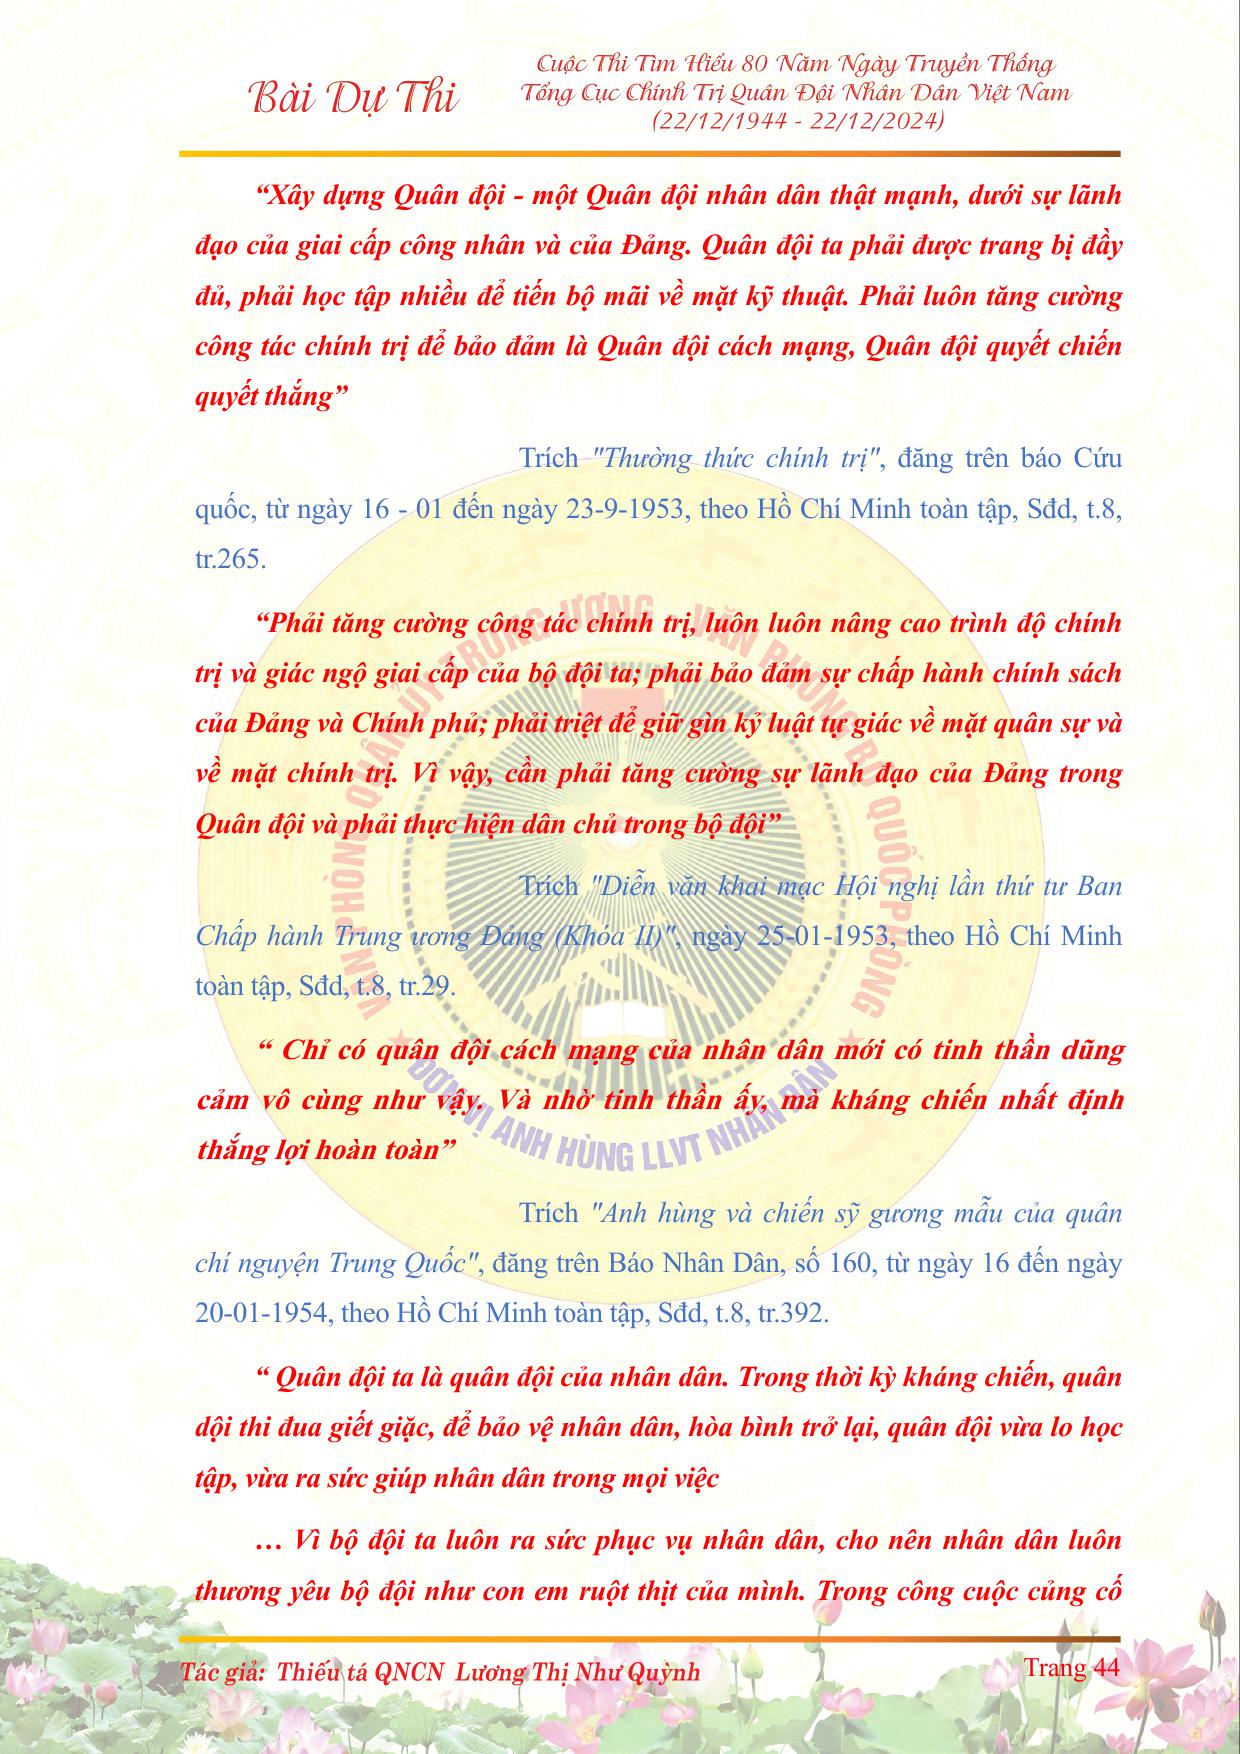 Bài Dự Thi
Cuộc Thi Tìm Hiểu 80 Năm Ngày Truyền Thống
Tổng Cục Chính Trị Quân Đội Nhân Dân Việt Nam
(22/12/1944 - 22/12/2024)
“Xây dựng Quân đội - một Quân đội nhân dân thật mạnh, dưới sự lãnh
đạo của giai cấp công nhân và của Đảng. Quân đội ta phải được trang bị đầy
đủ, phải học tập nhiều để tiến bộ mãi về mặt kỹ thuật. Phải luôn tăng cường
công tác chính trị để bảo đảm là Quân đội cách mạng, Quân đội quyết chiến
quyết thắng”
Trích "Thường thức chính trị", đăng trên báo Cứu
quốc, từ ngày 16 - 01 đến ngày 23-9-1953, theo Hồ Chí Minh toàn tập, Sđd, t.8,
tr.265.
“Phải tăng cường công tác chính trị, luôn luôn nâng cao trình độ chính
trị và giác ngộ giai cấp của bộ đội ta; phải bảo đảm sự chấp hành chính sách
của Đảng và Chính phủ; phải triệt để giữ gìn kỷ luật tự giác về mặt quân sự và
về mặt chính trị. Vì vậy, cần phải tăng cường sự lãnh đạo của Đảng trong
Quân đội và phải thực hiện dân chủ trong bộ đội”
Trích "Diễn văn khai mạc Hội nghị lần thứ tư Ban
Chấp hành Trung ương Đảng (Khóa II)", ngày 25-01-1953, theo Hồ Chí Minh
toàn tập, Sđd, t.8, tr.29.
“ Chỉ có quân đội cách mạng của nhân dân mới có tinh thần dũng
cảm vô cùng như vậy. Và nhờ tinh thần ấy, mà kháng chiến nhất định
thắng lợi hoàn toàn”
Trích "Anh hùng và chiến sỹ gương mẫu của quân
chí nguyện Trung Quốc", đăng trên Báo Nhân Dân, số 160, từ ngày 16 đến ngày
20-01-1954, theo Hồ Chí Minh toàn tập, Sđd, t.8, tr.392.
“ Quân đội ta là quân đội của nhân dân. Trong thời kỳ kháng chiến, quân
dội thi đua giết giặc, để bảo vệ nhân dân, hòa bình trở lại, quân đội vừa lo học
tập, vừa ra sức giúp nhân dân trong mọi việc
… Vì bộ đội ta luôn ra sức phục vụ nhân dân, cho nên nhân dân luôn
thương yêu bộ đội như con em ruột thịt của mình. Trong công cuộc củng cố
VĂN PHÒNG QUÂN ỦY TRUNG ƯƠNG - VĂN PHÒNG BỘ QUỐC PHÒNG
★ ĐƠN VỊ ANH HÙNG LLVT NHÂN DÂN ★
Tác giả: Thiếu tá QNCN Lương Thị Như Quỳnh
Trang 44